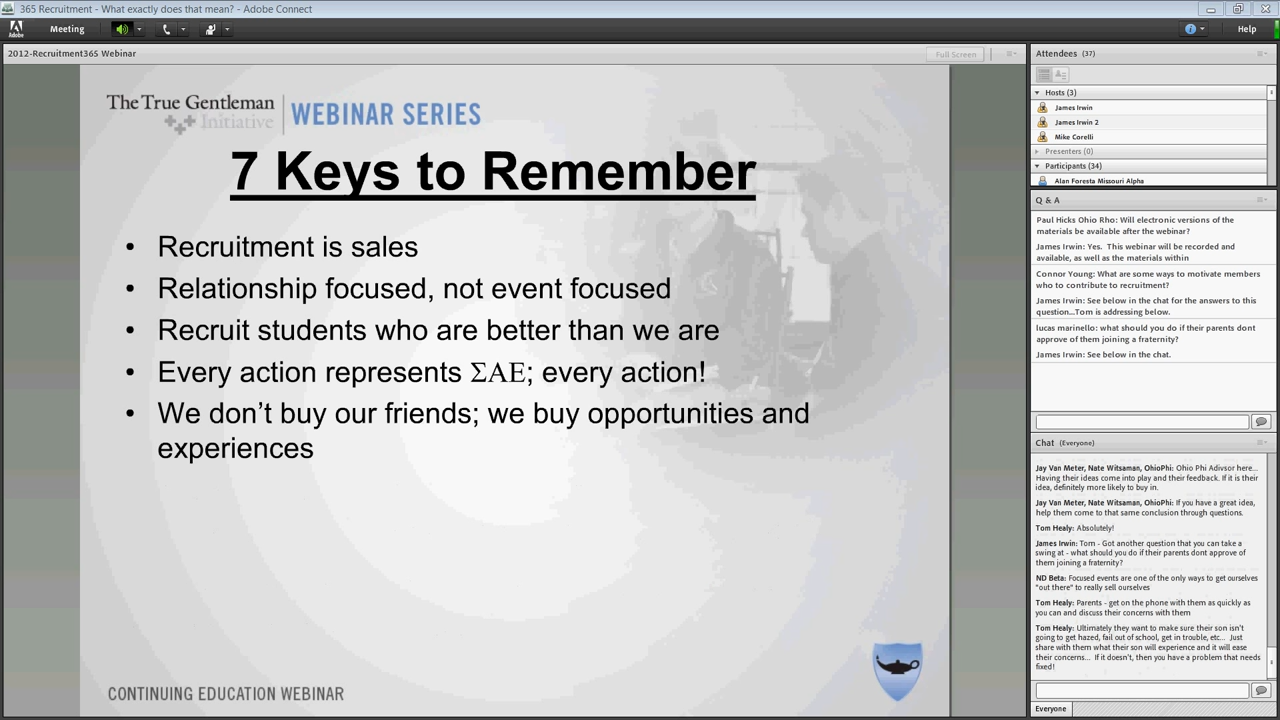 365 Recruitment - What exactly does that mean? - Adobe Connect
Adobe
Meeting
Help
2012-Recruitment365 Webinar
Full Screen
The True Gentleman
Initiative
WEBINAR SERIES
7 Keys to Remember
• Recruitment is sales
• Relationship focused, not event focused
• Recruit students who are better than we are
• Every action represents ΣΑΕ; every action!
• We don’t buy our friends; we buy opportunities and
experiences
CONTINUING EDUCATION WEBINAR
Attendees (37)
Hosts (3)
James Irwin
James Irwin 2
Mike Corelli
Presenters (0)
Participants (34)
Alan Foresta Missouri Alpha
Q & A
Paul Hicks Ohio Rho: Will electronic versions of the
materials be available after the webinar?
James Irwin: Yes. This webinar will be recorded and
available, as well as the materials within
Connor Young: What are some ways to motivate members
who to contribute to recruitment?
James Irwin: See below in the chat for the answers to this
question...Tom is addressing below.
lucas marinello: what should you do if their parents dont
approve of them joining a fraternity?
James Irwin: See below in the chat.
Chat (Everyone)
Jay Van Meter, Nate Witsaman, OhioPhi: Ohio Phi Adivsor here...
Having their ideas come into play and their feedback. If it is their
idea, definitely more likely to buy in.
Jay Van Meter, Nate Witsaman, OhioPhi: If you have a great idea,
help them come to that same conclusion through questions.
Tom Healy: Absolutely!
James Irwin: Tom - Got another question that you can take a
swing at - what should you do if their parents dont approve of
them joining a fraternity?
ND Beta: Focused events are one of the only ways to get ourselves
"out there" to really sell ourselves
Tom Healy: Parents - get on the phone with them as quickly as
you can and discuss their concerns with them
Tom Healy: Ultimately they want to make sure their son isn't
going to get hazed, fail out of school, get in trouble, etc... Just
share with them what their son will experience and it will ease
their concerns... If it doesn't, then you have a problem that needs
fixed!
Everyone